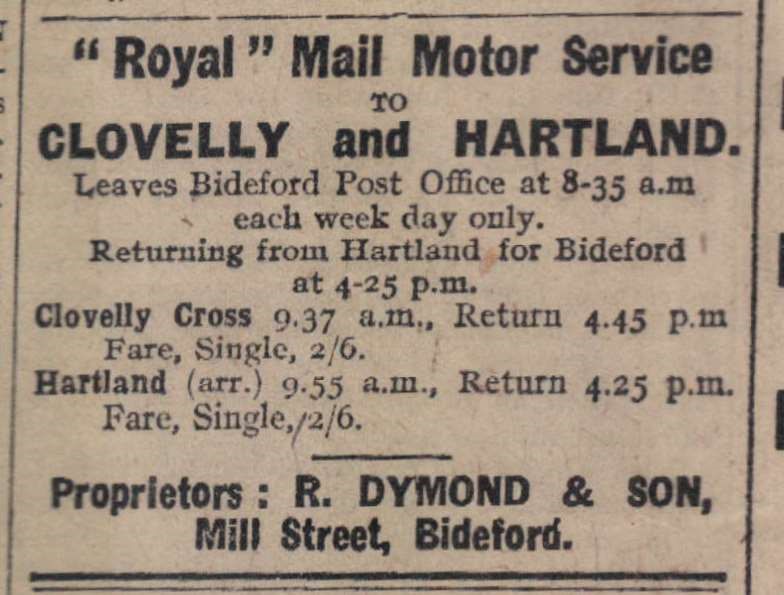 " Royal " Mail Motor Service
TO
CLOVELLY and HARTLAND.
Leaves Bideford Post Office at 8-35 a.m
each week day only.
Returning from Hartland for Bideford
at 4-25 p.m.
Clovelly Cross 9.37 a.m., Return 4.45 p.m
Fare, Single, 2/6.
Hartland (arr.) 9.55 a.m., Return 4.25 p.m.
Fare, Single, 2/6.
Proprietors : R. DYMOND & SON,
Mill Street, Bideford.